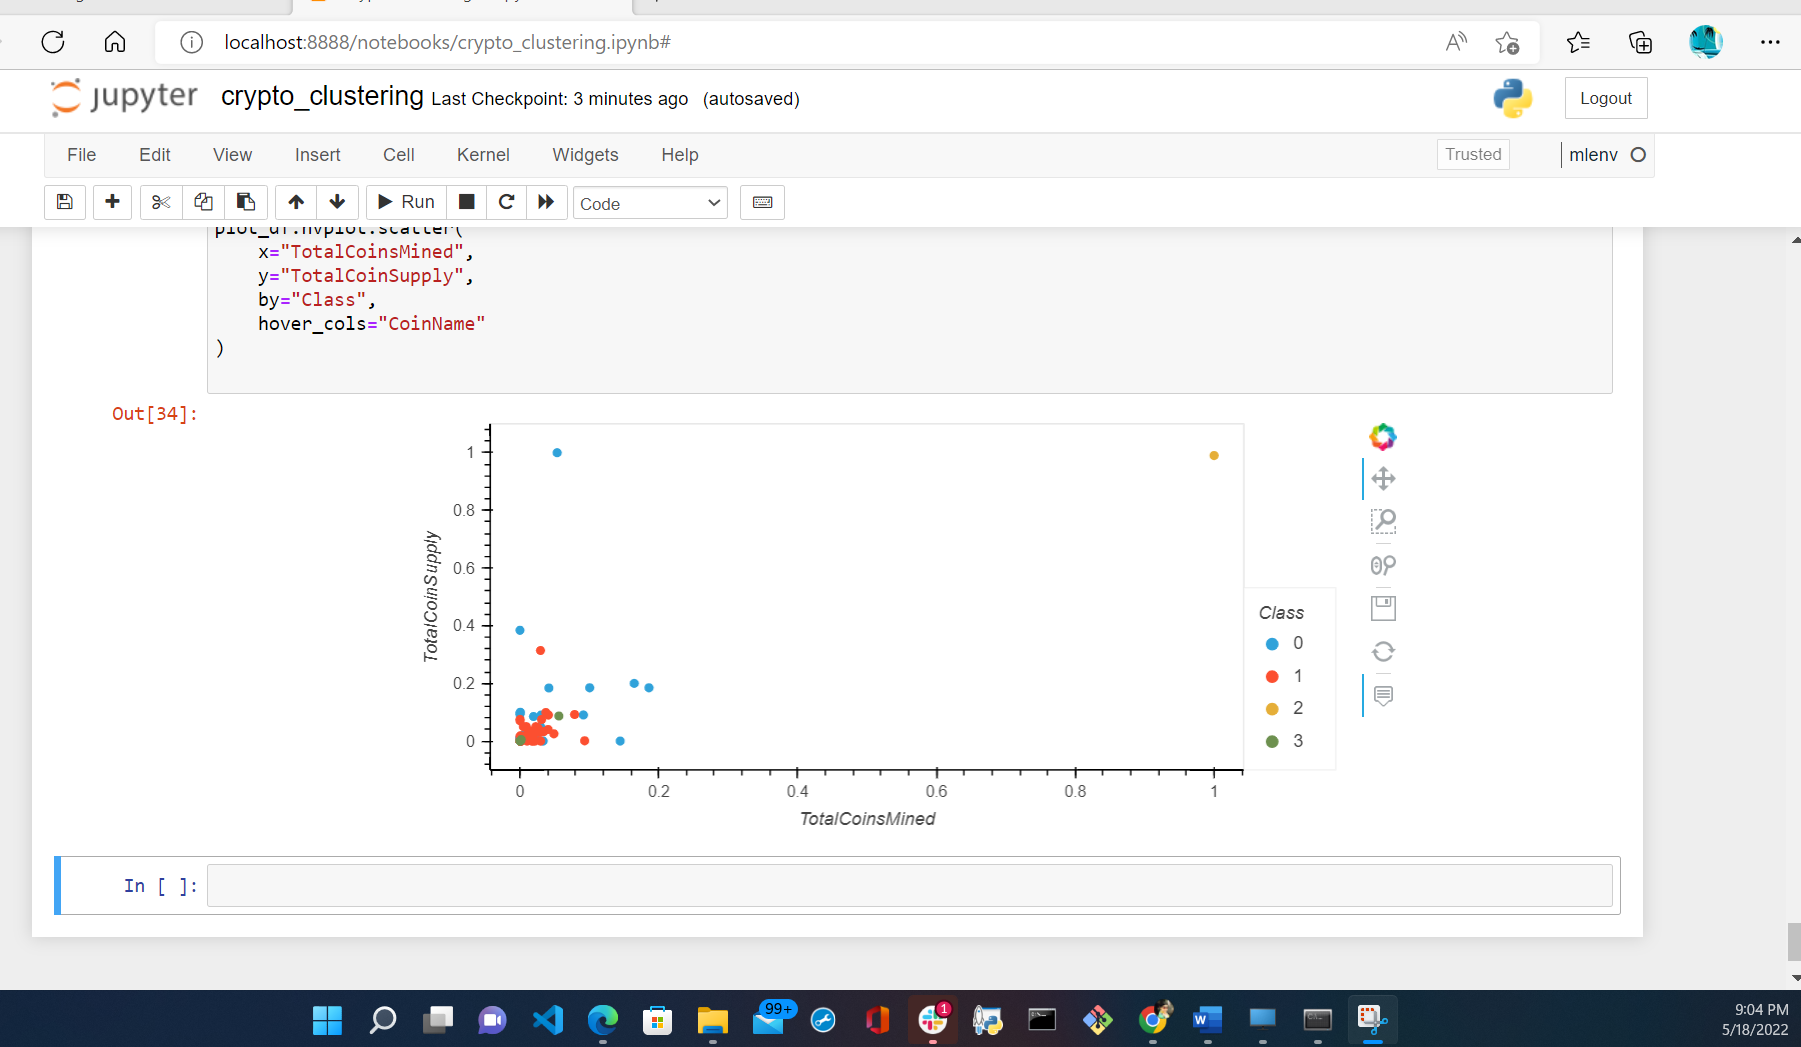 localhost:8888/notebooks/crypto_clustering.ipynb#
jupyter crypto_clustering Last Checkpoint: 3 minutes ago (autosaved)
Logout
File Edit View Insert Cell Kernel Widgets Help
Trusted
mlenv
Run
Code
plot_df.hvplot.scatter(
x="TotalCoinsMined",
y="TotalCoinSupply",
by="Class",
hover_cols="CoinName"
)
Out[34]:
1
0.8
0.6
0.4
0.2
0
TotalCoinSupply
0 0.2 0.4 0.6 0.8 1
TotalCoinsMined
Class
0
1
2
3
In [ ]:
99+
1
9:04 PM
5/18/2022